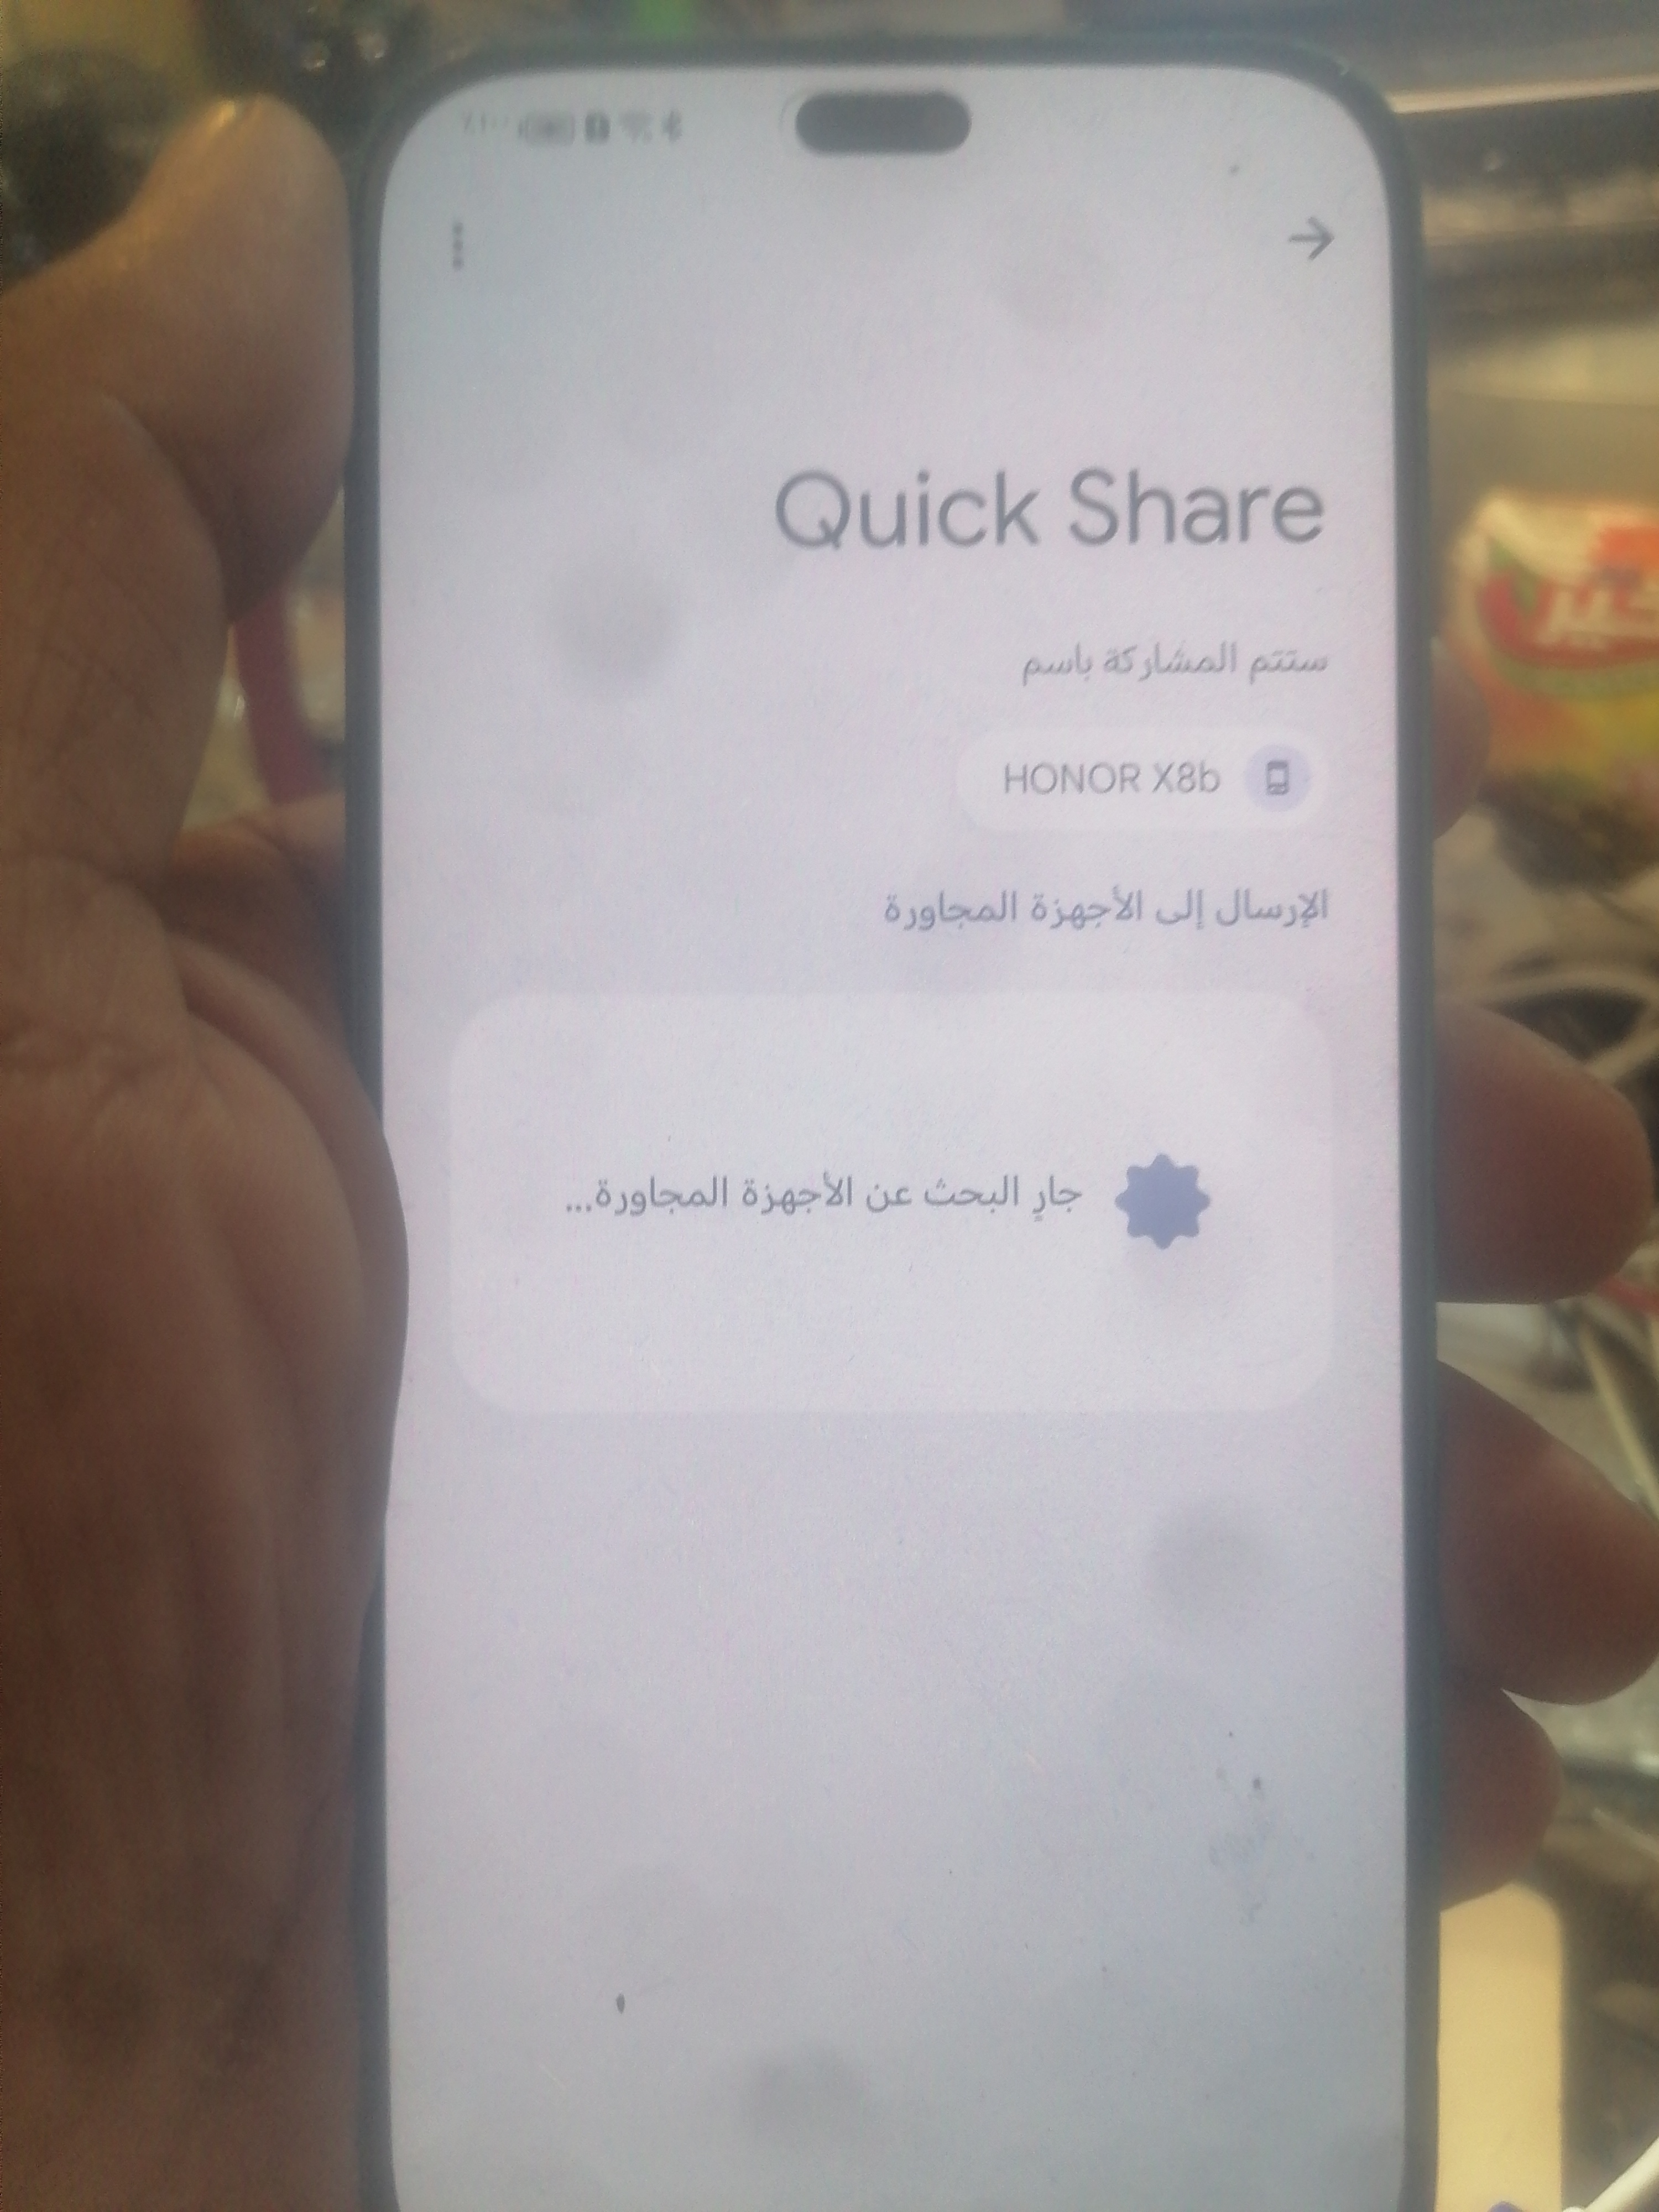 Quick Share
ستتم المشاركة باسم
HONOR X8b
الإرسال إلى الأجهزة المجاورة
جارٍ البحث عن الأجهزة المجاورة...